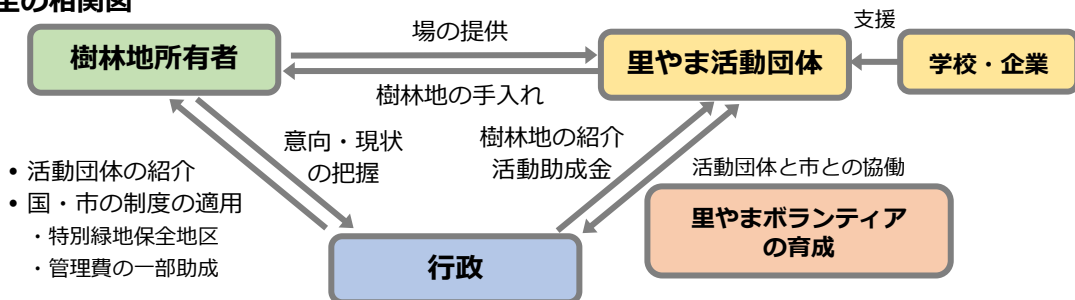 の相関図
支援
場の提供
樹林地所有者
里やま活動団体
学校・企業
樹林地の手入れ
意向・現状
の把握
樹林地の紹介
活動助成金
• 活動団体の紹介
• 国・市の制度の適用
・特別緑地保全地区
・管理費の一部助成
活動団体と市との協働
里やまボランティア
の育成
行政